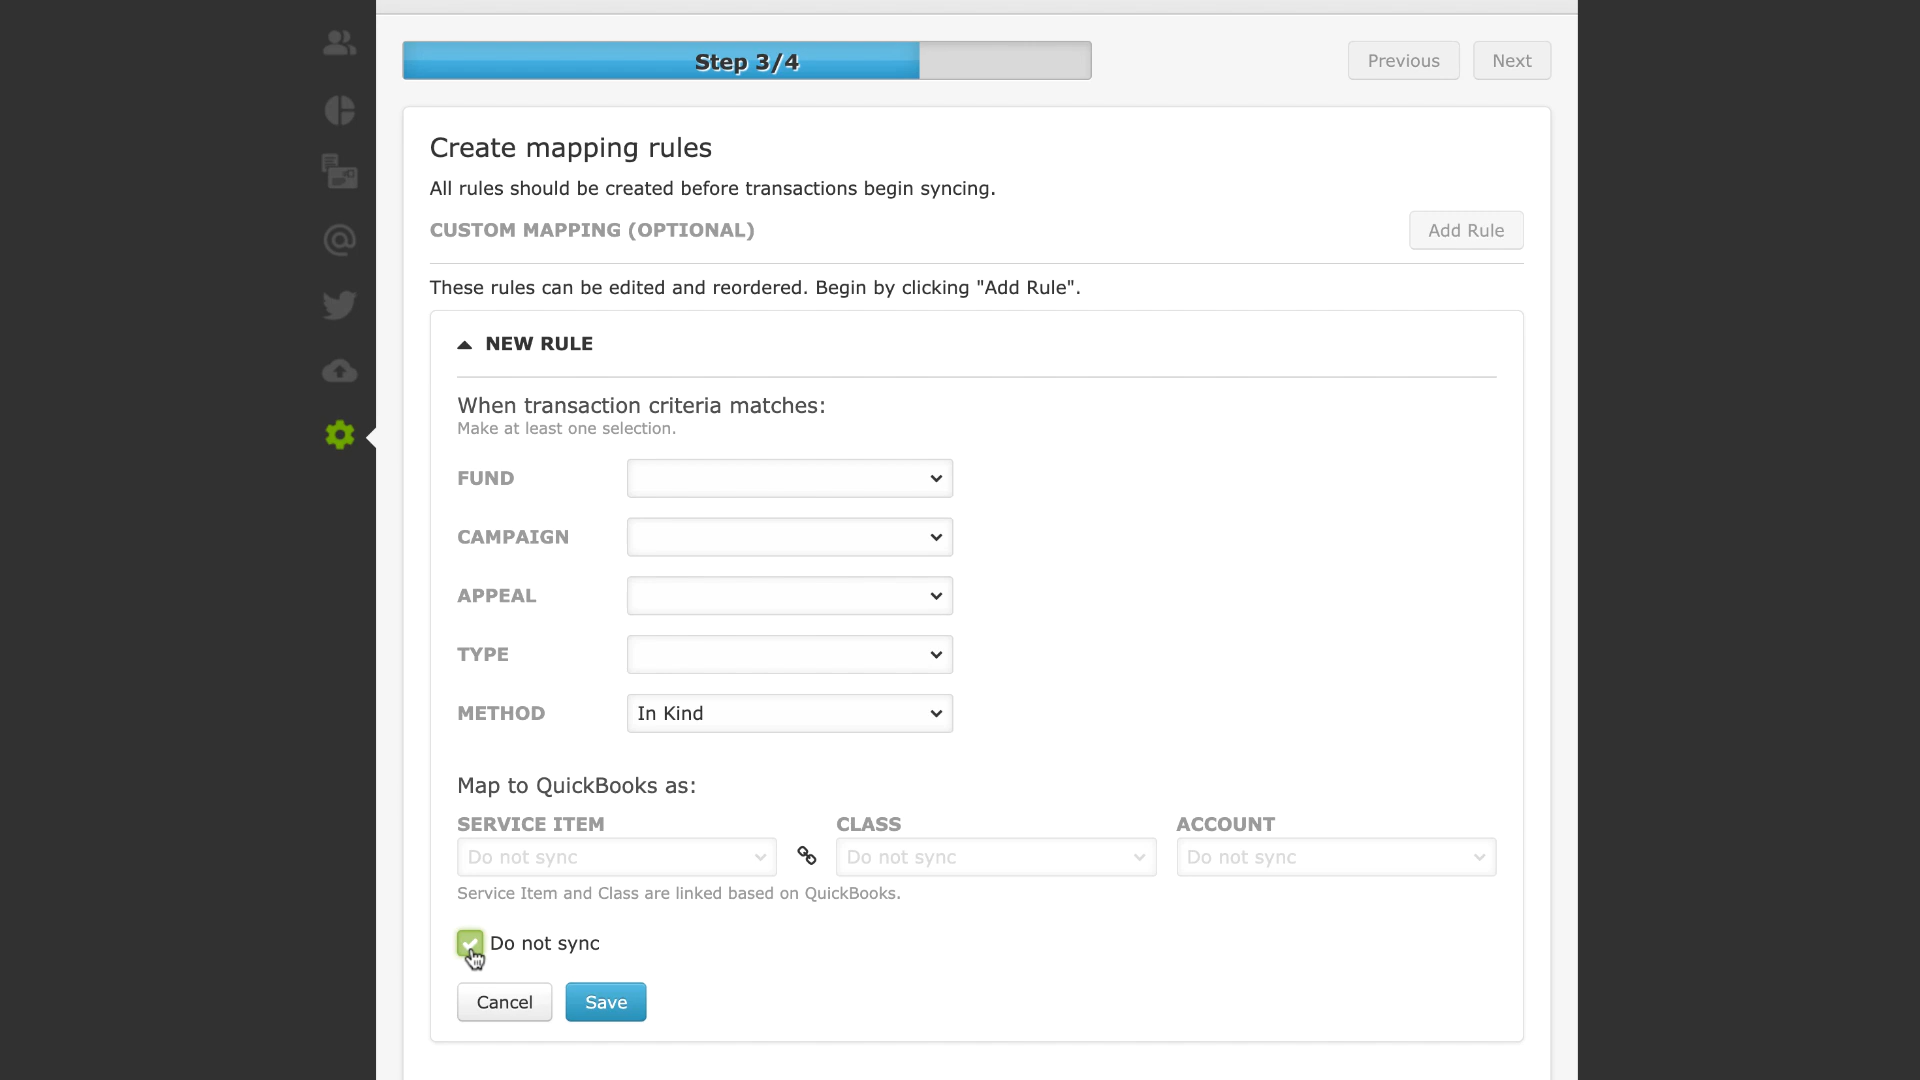 Step 3/4
Previous
Next
Create mapping rules
All rules should be created before transactions begin syncing.
CUSTOM MAPPING (OPTIONAL)
Add Rule
These rules can be edited and reordered. Begin by clicking "Add Rule".
NEW RULE
When transaction criteria matches:
Make at least one selection.
FUND
CAMPAIGN
APPEAL
TYPE
METHOD
In Kind
Map to QuickBooks as:
SERVICE ITEM
CLASS
ACCOUNT
Do not sync
Do not sync
Do not sync
Service Item and Class are linked based on QuickBooks.
Do not sync
Cancel
Save